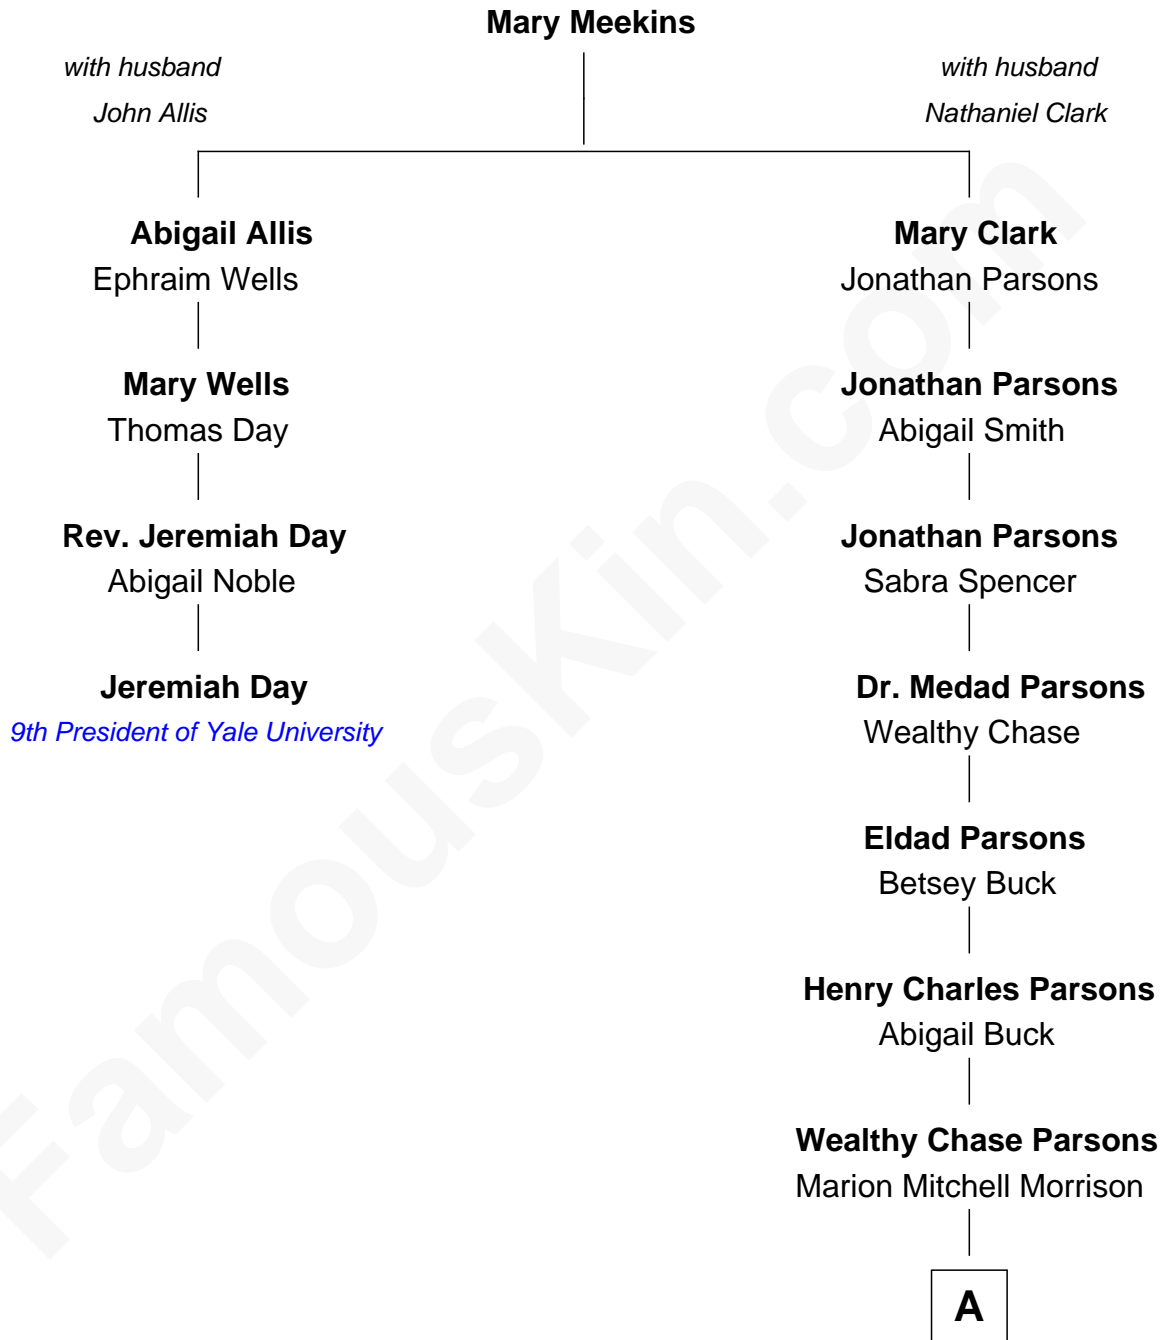 Mary Meekins
with husband
John Allis
with husband
Nathaniel Clark
Abigail Allis
Ephraim Wells
Mary Clark
Jonathan Parsons
Mary Wells
Thomas Day
Jonathan Parsons
Abigail Smith
Rev. Jeremiah Day
Abigail Noble
Jonathan Parsons
Sabra Spencer
Jeremiah Day
9th President of Yale University
Dr. Medad Parsons
Wealthy Chase
Eldad Parsons
Betsey Buck
Henry Charles Parsons
Abigail Buck
Wealthy Chase Parsons
Marion Mitchell Morrison
A
FamousKin.com